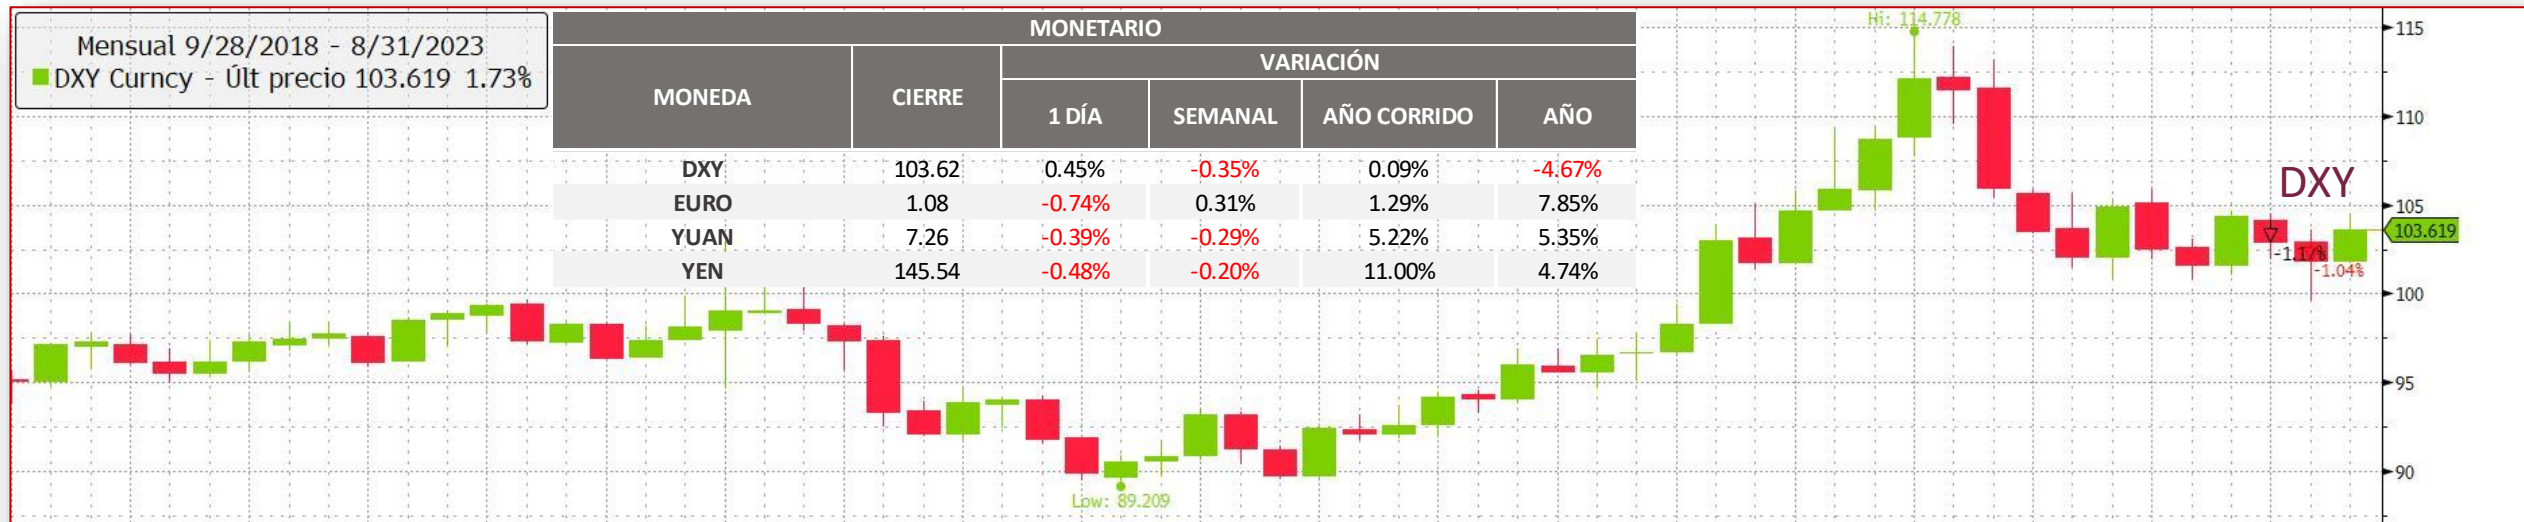 Mensual 9/28/2018 - 8/31/2023
DXY Curncy - Últ precio 103.619 1.73%
MONETARIO
MONEDA CIERRE VARIACIÓN
1 DÍA SEMANAL AÑO CORRIDO AÑO
DXY 103.62 0.45% -0.35% 0.09% -4.67%
EURO 1.08 -0.74% 0.31% 1.29% 7.85%
YUAN 7.26 -0.39% -0.29% 5.22% 5.35%
YEN 145.54 -0.48% -0.20% 11.00% 4.74%
Hi: 114.778
Low: 89.209
DXY
-1.17%
-1.04%
115
110
105
103.619
100
95
90